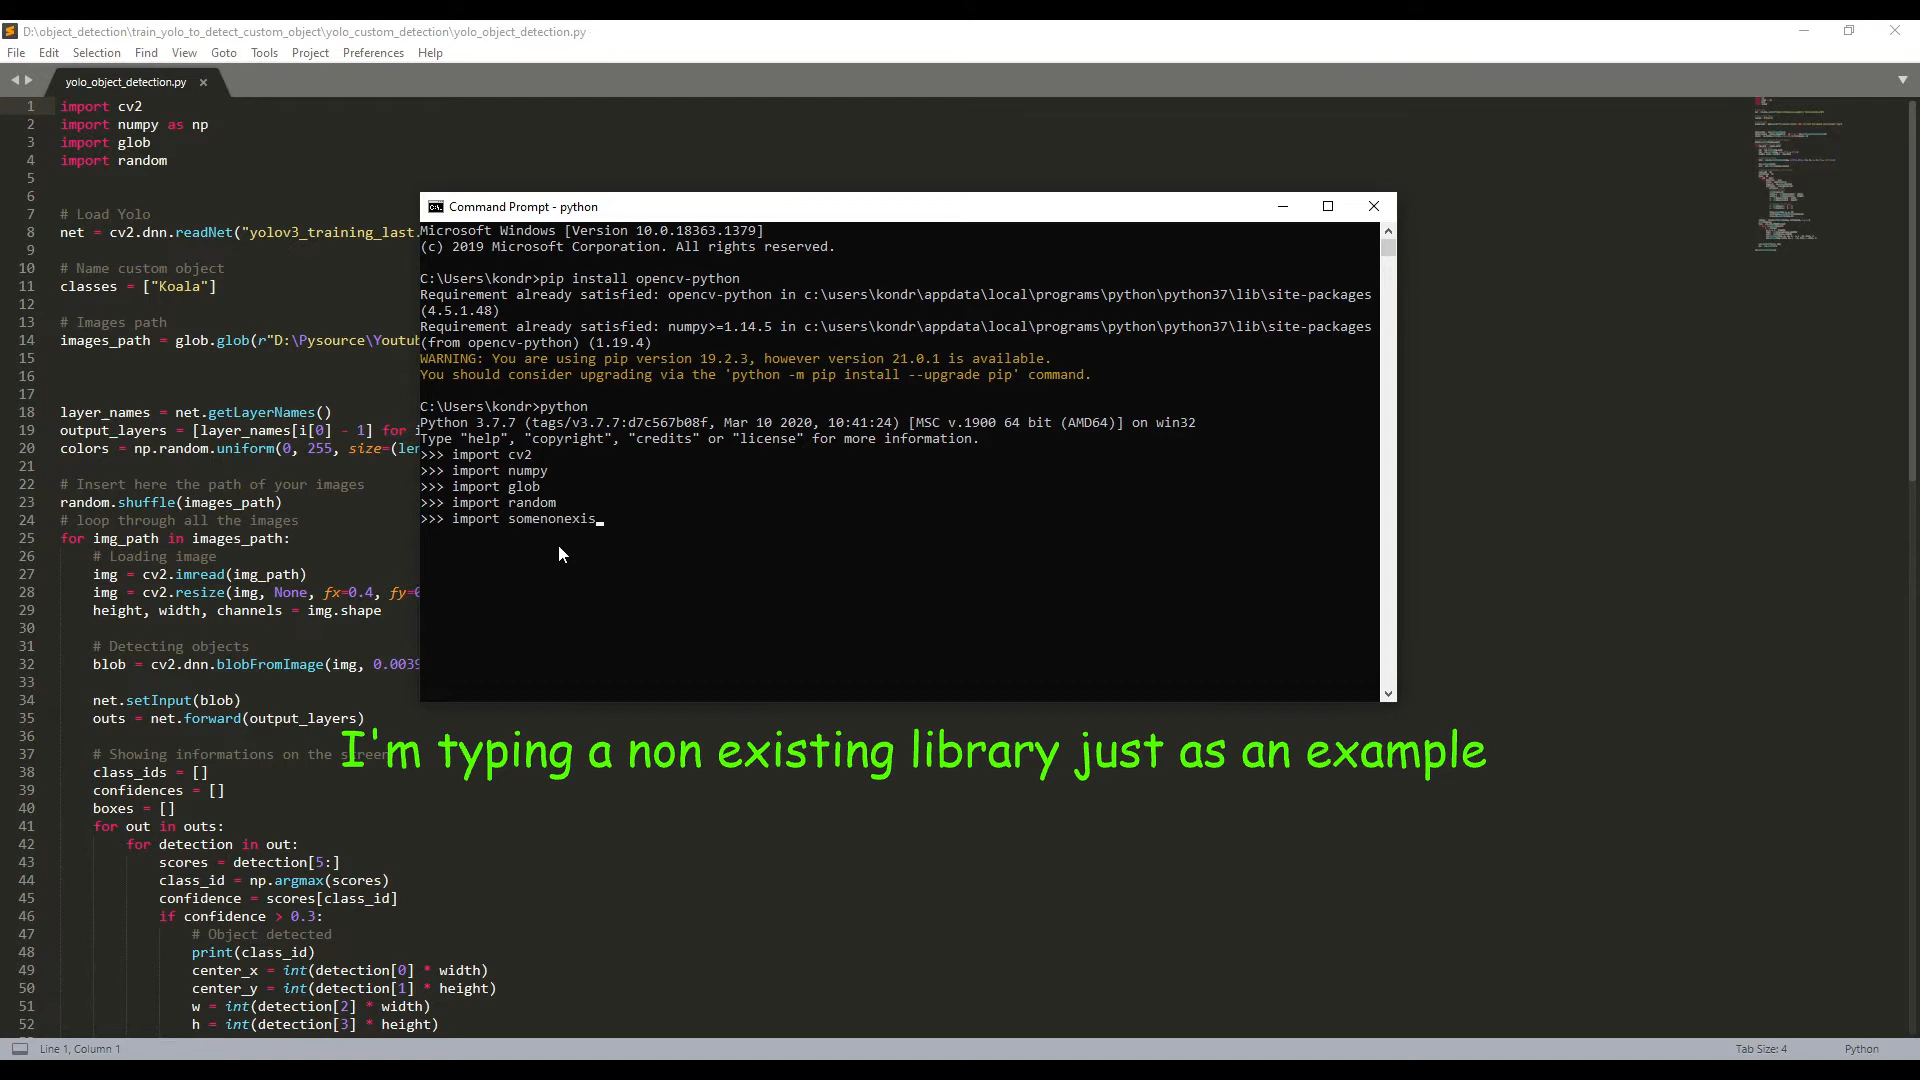 D:\object_detection\train_yolo_to_detect_custom_object\yolo_custom_detection\yolo_object_detection.py
File Edit Selection Find View Goto Tools Project Preferences Help
yolo_object_detection.py
1 import cv2
2 import numpy as np
3 import glob
4 import random
5
6
7 # Load Yolo
8 net = cv2.dnn.readNet("yolov3_training_last.
9
10 # Name custom object
11 classes = ["Koala"]
12
13 # Images path
14 images_path = glob.glob(r"D:\Pysource\Youtub
15
16
17
18 layer_names = net.getLayerNames()
19 output_layers = [layer_names[i[0] - 1] for i
20 colors = np.random.uniform(0, 255, size=(len
21
22 # Insert here the path of your images
23 random.shuffle(images_path)
24 # loop through all the images
25 for img_path in images_path:
26 # Loading image
27 img = cv2.imread(img_path)
28 img = cv2.resize(img, None, fx=0.4, fy=0
29 height, width, channels = img.shape
30
31 # Detecting objects
32 blob = cv2.dnn.blobFromImage(img, 0.0039
33
34 net.setInput(blob)
35 outs = net.forward(output_layers)
36
37 # Showing informations on the screen
38 class_ids = []
39 confidences = []
40 boxes = []
41 for out in outs:
42 for detection in out:
43 scores = detection[5:]
44 class_id = np.argmax(scores)
45 confidence = scores[class_id]
46 if confidence > 0.3:
47 # Object detected
48 print(class_id)
49 center_x = int(detection[0] * width)
50 center_y = int(detection[1] * height)
51 w = int(detection[2] * width)
52 h = int(detection[3] * height)
Command Prompt - python
Microsoft Windows [Version 10.0.18363.1379]
(c) 2019 Microsoft Corporation. All rights reserved.
C:\Users\kondr>pip install opencv-python
Requirement already satisfied: opencv-python in c:\users\kondr\appdata\local\programs\python\python37\lib\site-packages
(4.5.1.48)
Requirement already satisfied: numpy>=1.14.5 in c:\users\kondr\appdata\local\programs\python\python37\lib\site-packages
(from opencv-python) (1.19.4)
WARNING: You are using pip version 19.2.3, however version 21.0.1 is available.
You should consider upgrading via the 'python -m pip install --upgrade pip' command.
C:\Users\kondr>python
Python 3.7.7 (tags/v3.7.7:d7c567b08f, Mar 10 2020, 10:41:24) [MSC v.1900 64 bit (AMD64)] on win32
Type "help", "copyright", "credits" or "license" for more information.
>>> import cv2
>>> import numpy
>>> import glob
>>> import random
>>> import somenonexis_
I'm typing a non existing library just as an example
Line 1, Column 1
Tab Size: 4 Python